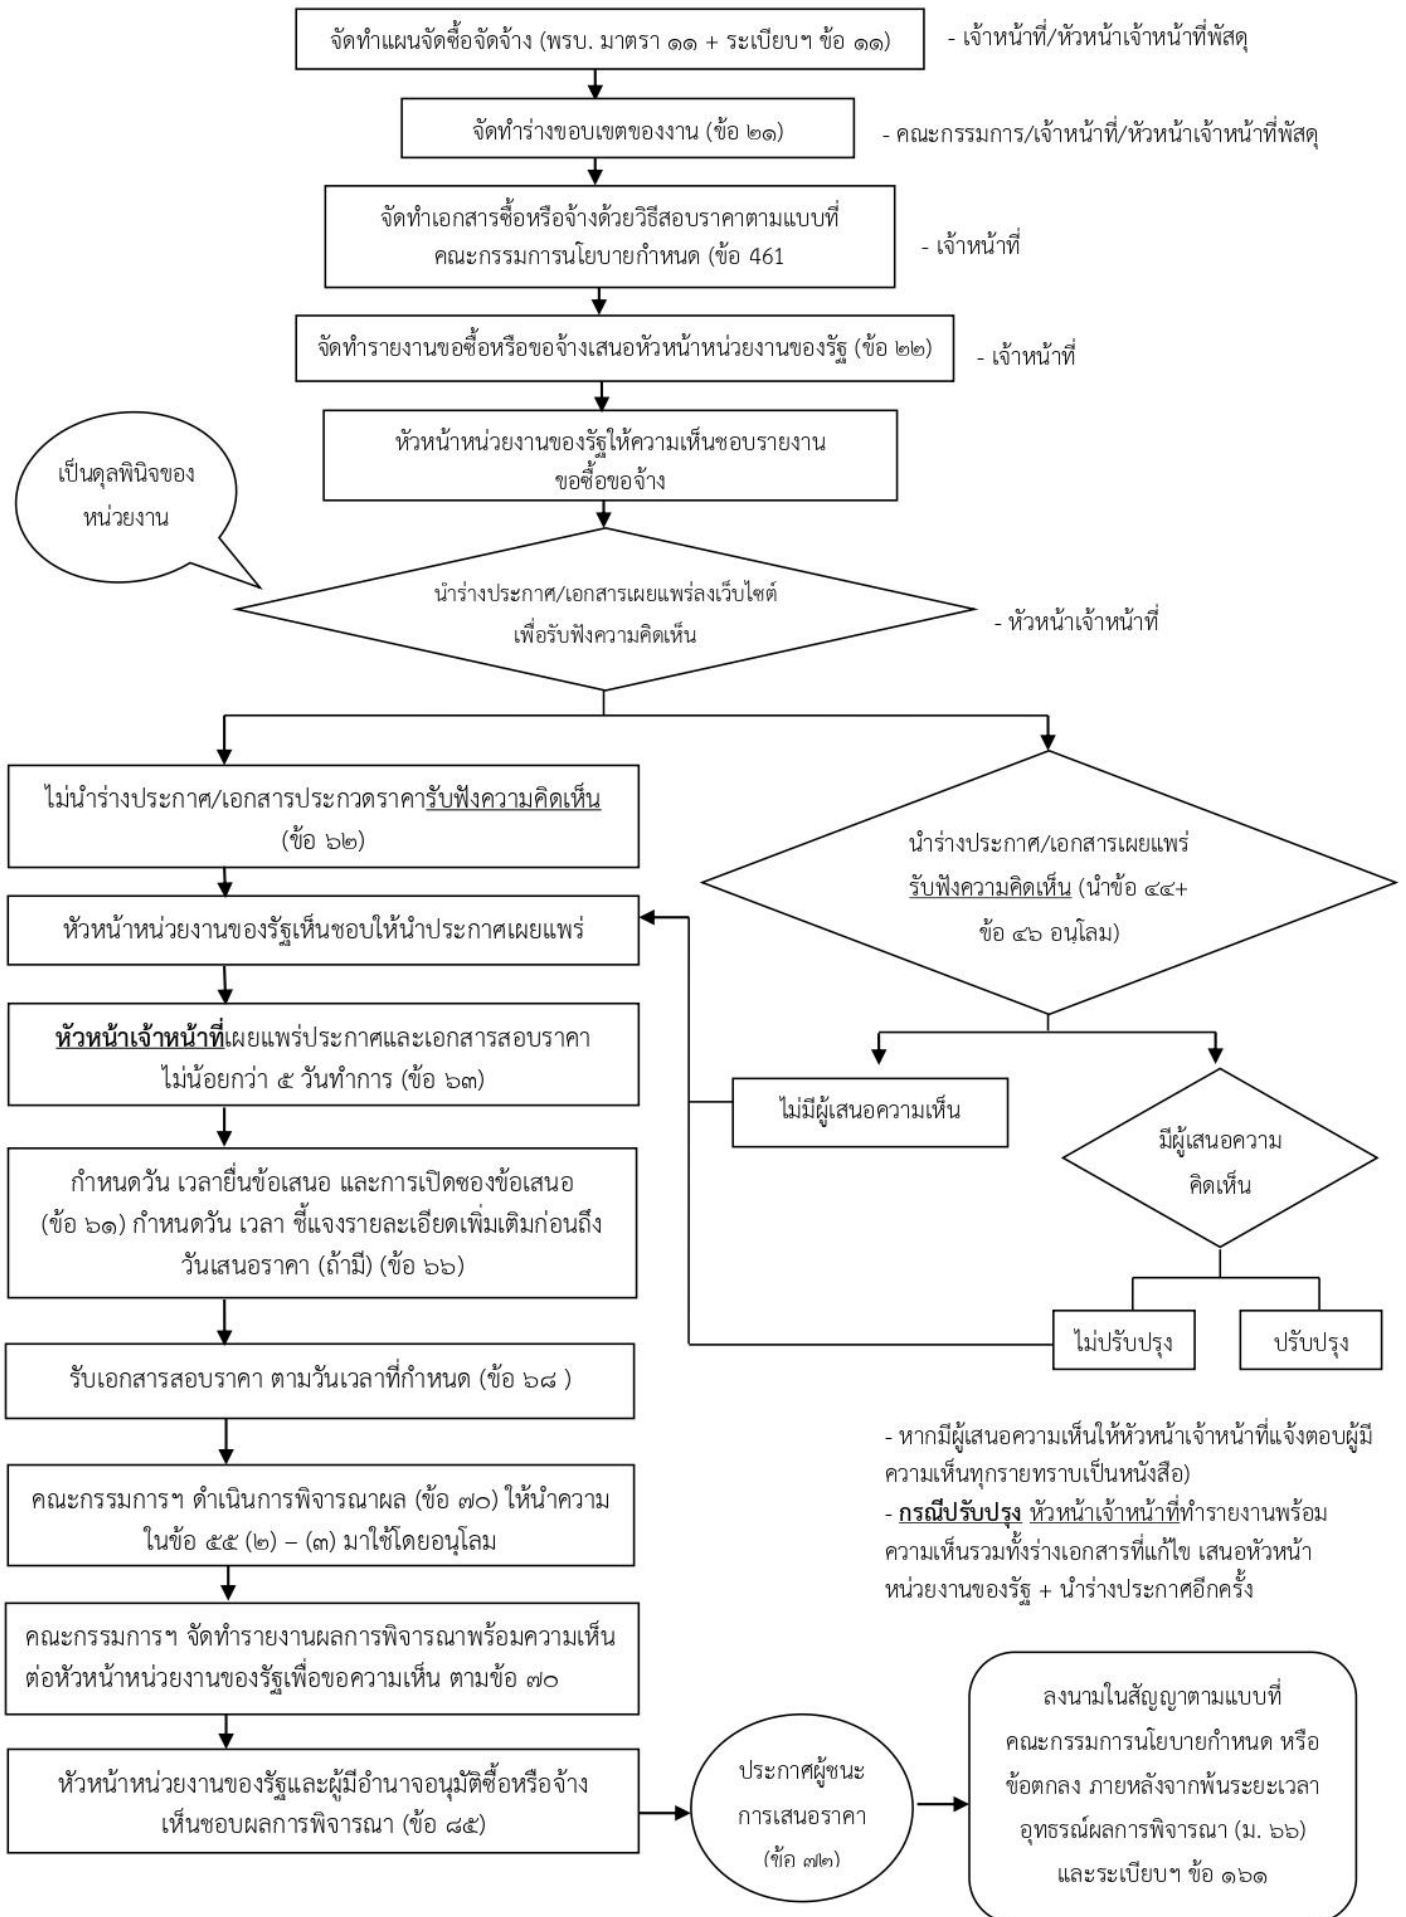 จัดทำแผนจัดซื้อจัดจ้าง (พรบ. มาตรา ๑๑ + ระเบียบฯ ข้อ ๑๑)
- เจ้าหน้าที่/หัวหน้าเจ้าหน้าที่พัสดุ
จัดทำร่างขอบเขตของงาน (ข้อ ๒๑)
- คณะกรรมการ/เจ้าหน้าที่/หัวหน้าเจ้าหน้าที่พัสดุ
จัดทำเอกสารซื้อหรือจ้างด้วยวิธีสอบราคาตามแบบที่
คณะกรรมการนโยบายกำหนด (ข้อ 461
- เจ้าหน้าที่
จัดทำรายงานขอซื้อหรือขอจ้างเสนอหัวหน้าหน่วยงานของรัฐ (ข้อ ๒๒)
- เจ้าหน้าที่
หัวหน้าหน่วยงานของรัฐให้ความเห็นชอบรายงาน
ขอซื้อขอจ้าง
เป็นดุลพินิจของ
หน่วยงาน
นำร่างประกาศ/เอกสารเผยแพร่ลงเว็บไซต์
เพื่อรับฟังความคิดเห็น
- หัวหน้าเจ้าหน้าที่
ไม่นำร่างประกาศ/เอกสารประกวดราคารับฟังความคิดเห็น
(ข้อ ๖๒)
นำร่างประกาศ/เอกสารเผยแพร่
รับฟังความคิดเห็น (นำข้อ ๔๔+
ข้อ ๔๖ อนุโลม)
หัวหน้าหน่วยงานของรัฐเห็นชอบให้นำประกาศเผยแพร่
หัวหน้าเจ้าหน้าที่เผยแพร่ประกาศและเอกสารสอบราคา
ไม่น้อยกว่า ๕ วันทำการ (ข้อ ๖๓)
ไม่มีผู้เสนอความเห็น
มีผู้เสนอความ
คิดเห็น
กำหนดวัน เวลายื่นข้อเสนอ และการเปิดซองข้อเสนอ
(ข้อ ๖๑) กำหนดวัน เวลา ชี้แจงรายละเอียดเพิ่มเติมก่อนถึง
วันเสนอราคา (ถ้ามี) (ข้อ ๖๖)
ไม่ปรับปรุง
ปรับปรุง
รับเอกสารสอบราคา ตามวันเวลาที่กำหนด (ข้อ ๖๘ )
- หากมีผู้เสนอความเห็นให้หัวหน้าเจ้าหน้าที่แจ้งตอบผู้มี
ความเห็นทุกรายทราบเป็นหนังสือ)
- กรณีปรับปรุง หัวหน้าเจ้าหน้าที่ทำรายงานพร้อม
ความเห็นรวมทั้งร่างเอกสารที่แก้ไข เสนอหัวหน้า
หน่วยงานของรัฐ + นำร่างประกาศอีกครั้ง
คณะกรรมการฯ ดำเนินการพิจารณาผล (ข้อ ๗๐) ให้นำความ
ในข้อ ๕๕ (๒) – (๓) มาใช้โดยอนุโลม
คณะกรรมการฯ จัดทำรายงานผลการพิจารณาพร้อมความเห็น
ต่อหัวหน้าหน่วยงานของรัฐเพื่อขอความเห็น ตามข้อ ๗๐
หัวหน้าหน่วยงานของรัฐและผู้มีอำนาจอนุมัติซื้อหรือจ้าง
เห็นชอบผลการพิจารณา (ข้อ ๘๕)
ประกาศผู้ชนะ
การเสนอราคา
(ข้อ ๗๒)
ลงนามในสัญญาตามแบบที่
คณะกรรมการนโยบายกำหนด หรือ
ข้อตกลง ภายหลังจากพ้นระยะเวลา
อุทธรณ์ผลการพิจารณา (ม. ๖๖)
และระเบียบฯ ข้อ ๑๖๑